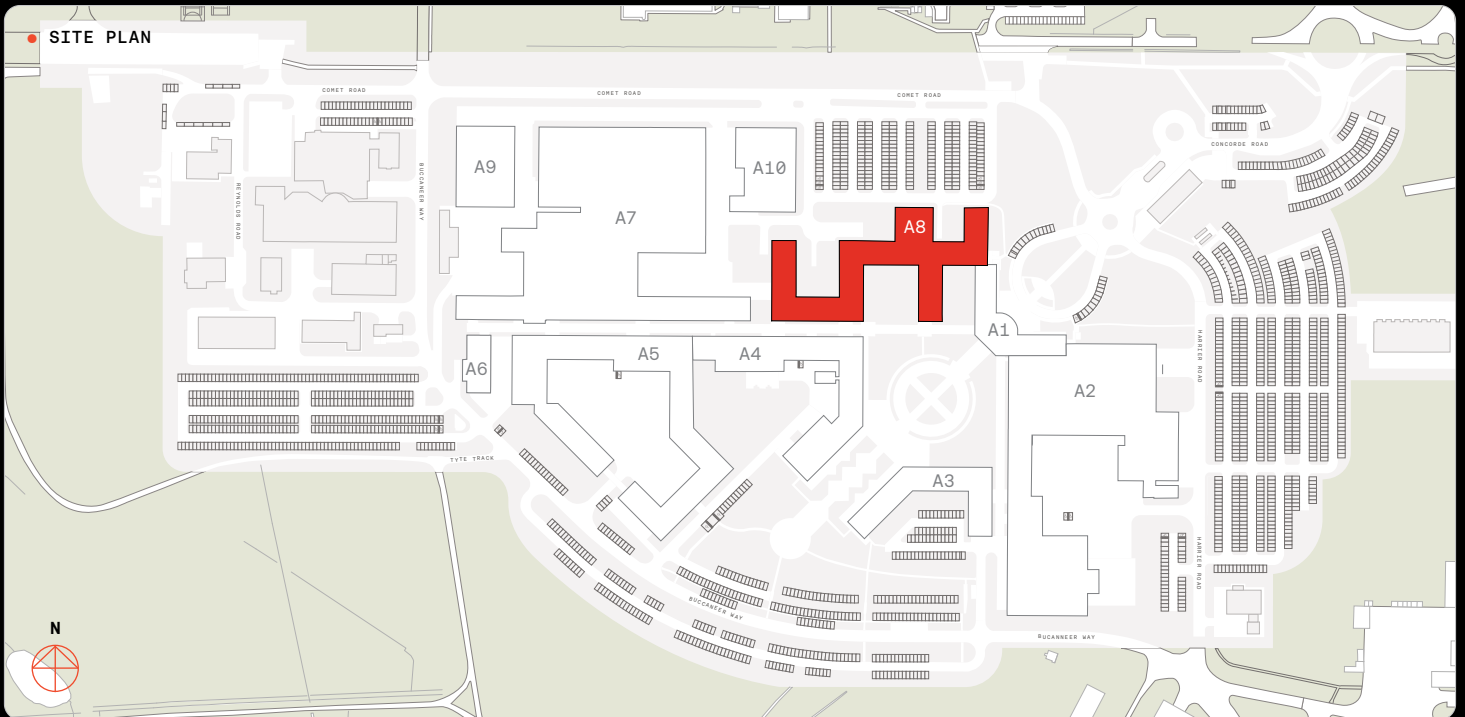 SITE PLAN
COMET ROAD
COMET ROAD
COMET ROAD
CONCORDE ROAD
BUCCANEER WAY
REYNOLDS ROAD
A9
A10
A7
A8
A1
A5
A4
A6
A2
HARRIER ROAD
TYTE TRACK
A3
HARRIER ROAD
BUCCANEER WAY
BUCANNEER WAY
N